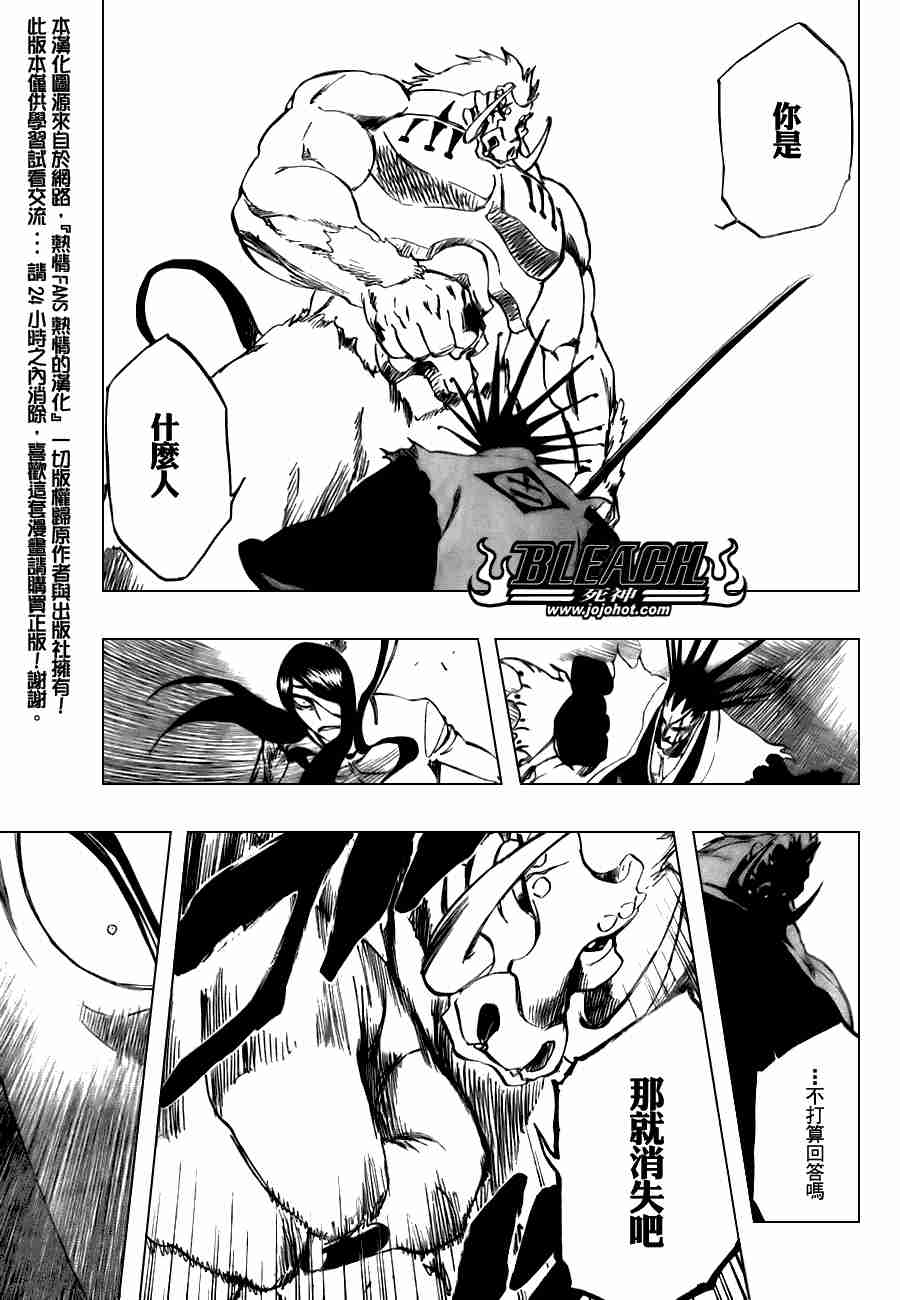 你是
什麼人
BLEACH
死神
www.jojohot.com
…不打算回答嗎
那就消失吧
本漢化圖源來自於網路．『熱情FANS 熱情的漢化』一切版權歸原作者與出版社擁有！
此版本僅供學習試看交流… 請 24 小時之內消除．喜歡這套漫畫請購買正版！謝謝。